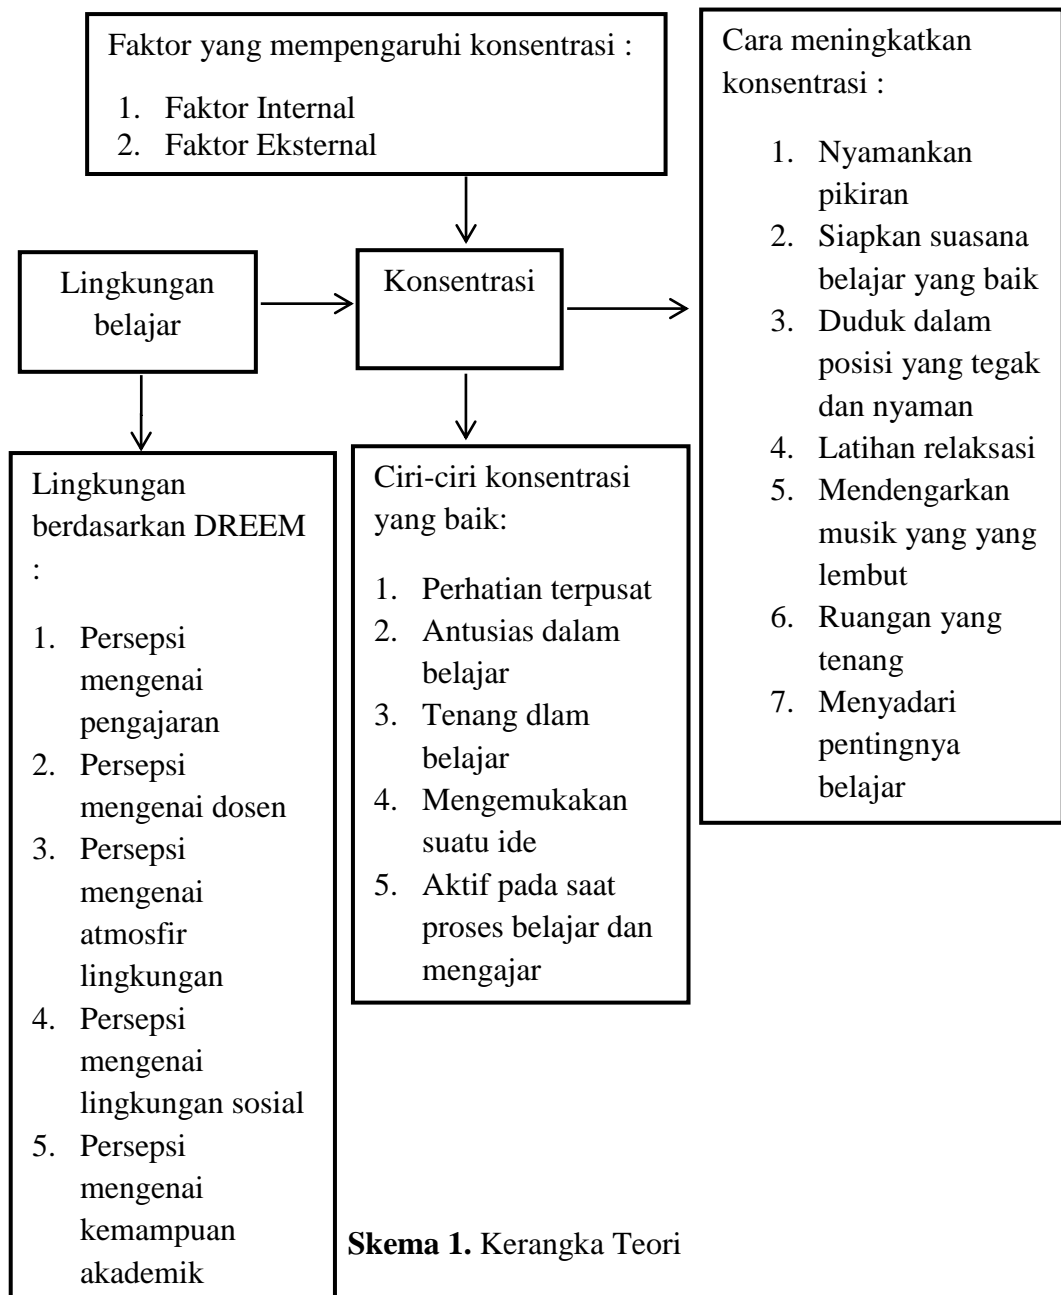 Faktor yang mempengaruhi konsentrasi :
1. Faktor Internal
2. Faktor Eksternal
Cara meningkatkan
konsentrasi :
1. Nyamankan
pikiran
2. Siapkan suasana
belajar yang baik
3. Duduk dalam
posisi yang tegak
dan nyaman
4. Latihan relaksasi
5. Mendengarkan
musik yang yang
lembut
6. Ruangan yang
tenang
7. Menyadari
pentingnya
belajar
Lingkungan
belajar
Konsentrasi
Lingkungan
berdasarkan DREEM
:
1. Persepsi
mengenai
pengajaran
2. Persepsi
mengenai dosen
3. Persepsi
mengenai
atmosfir
lingkungan
4. Persepsi
mengenai
lingkungan sosial
5. Persepsi
mengenai
kemampuan
akademik
Ciri-ciri konsentrasi
yang baik:
1. Perhatian terpusat
2. Antusias dalam
belajar
3. Tenang dlam
belajar
4. Mengemukakan
suatu ide
5. Aktif pada saat
proses belajar dan
mengajar
Skema 1. Kerangka Teori